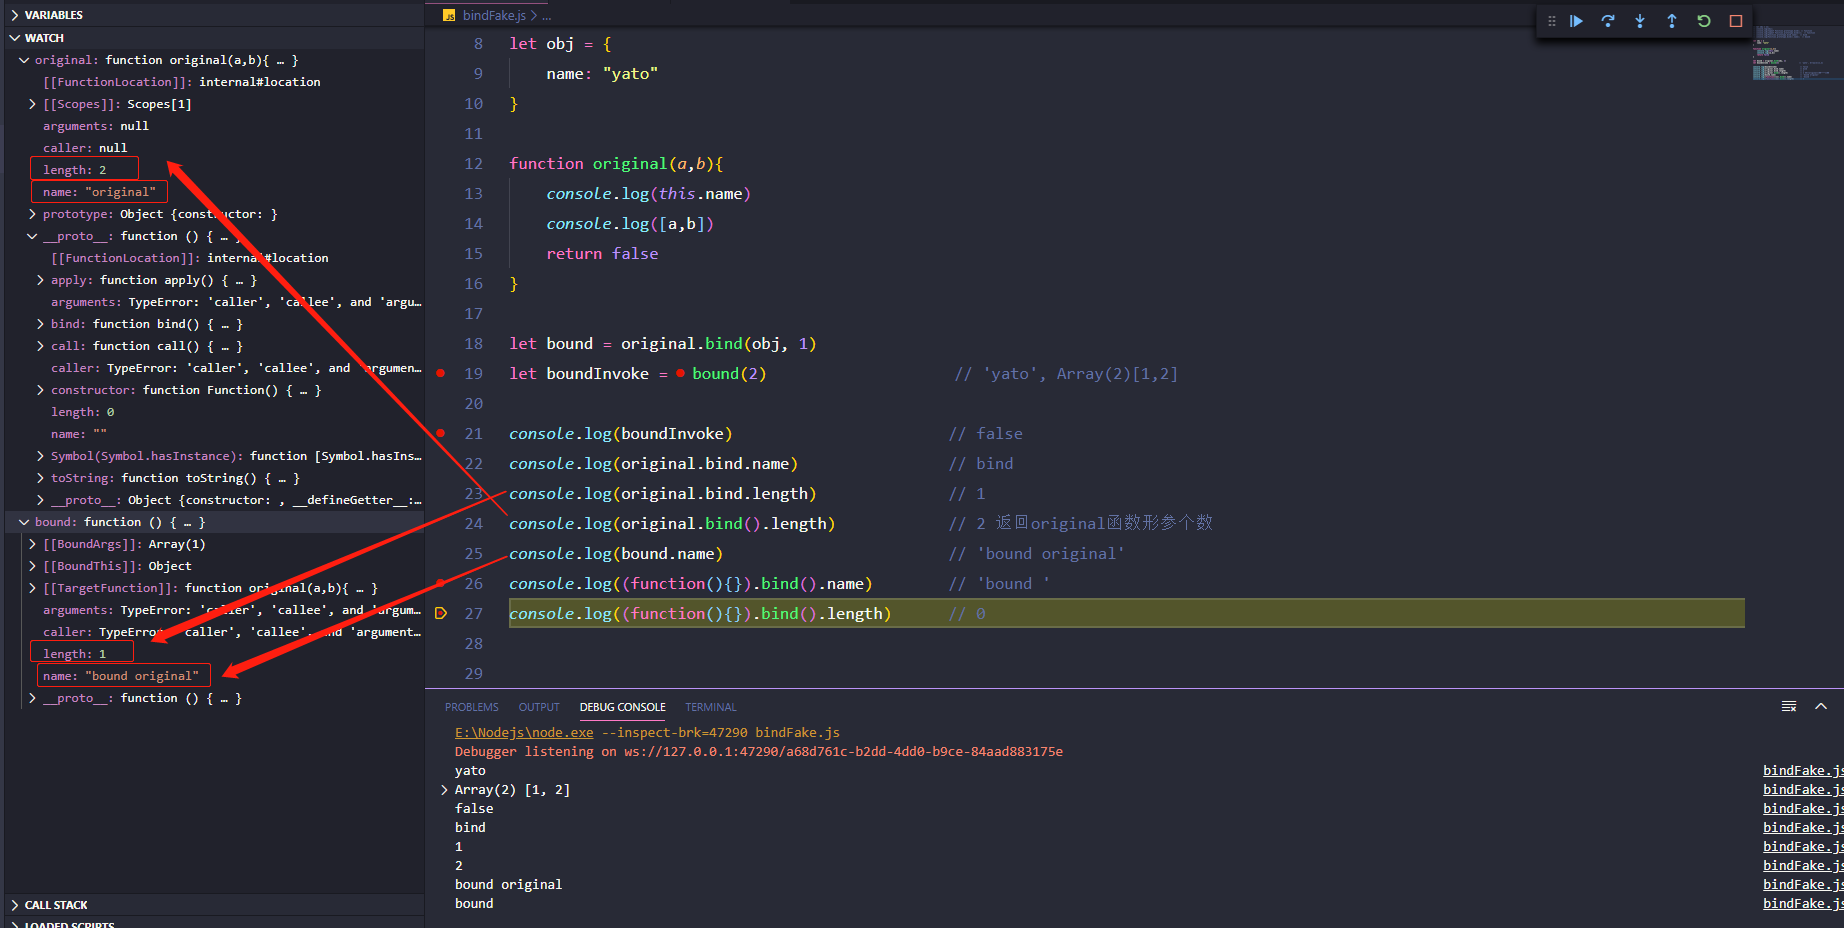 VARIABLES
WATCH
original: function original(a,b){ … }
[[FunctionLocation]]: internal#location
[[Scopes]]: Scopes[1]
arguments: null
caller: null
length: 2
name: "original"
prototype: Object {constructor: }
__proto__: function () { … }
[[FunctionLocation]]: internal#location
apply: function apply() { … }
arguments: TypeError: 'caller', 'callee', and 'argu…
bind: function bind() { … }
call: function call() { … }
caller: TypeError: 'caller', 'callee', and 'argumen…
constructor: function Function() { … }
length: 0
name: ""
Symbol(Symbol.hasInstance): function [Symbol.hasIns…
toString: function toString() { … }
__proto__: Object {constructor: , __defineGetter__:…
bound: function () { … }
[[BoundArgs]]: Array(1)
[[BoundThis]]: Object
[[TargetFunction]]: function original(a,b){ … }
arguments: TypeError: 'caller', 'callee', and 'argum…
caller: TypeError: 'caller', 'callee', and 'argument…
length: 1
name: "bound original"
__proto__: function () { … }
CALL STACK
LOADED SCRIPTS
JS bindFake.js > ...
8 let obj = {
9 name: "yato"
10 }
11
12 function original(a,b){
13 console.log(this.name)
14 console.log([a,b])
15 return false
16 }
17
18 let bound = original.bind(obj, 1)
19 let boundInvoke = bound(2) // 'yato', Array(2)[1,2]
20
21 console.log(boundInvoke) // false
22 console.log(original.bind.name) // bind
23 console.log(original.bind.length) // 1
24 console.log(original.bind().length) // 2 返回original函数形参个数
25 console.log(bound.name) // 'bound original'
26 console.log((function(){}).bind().name) // 'bound '
27 console.log((function(){}).bind().length) // 0
28
29
PROBLEMS OUTPUT DEBUG CONSOLE TERMINAL
E:\Nodejs\node.exe --inspect-brk=47290 bindFake.js
Debugger listening on ws://127.0.0.1:47290/a68d761c-b2dd-4dd0-b9ce-84aad883175e
yato bindFake.js
Array(2) [1, 2] bindFake.js
false bindFake.js
bind bindFake.js
1 bindFake.js
2 bindFake.js
bound original bindFake.js
bound bindFake.js